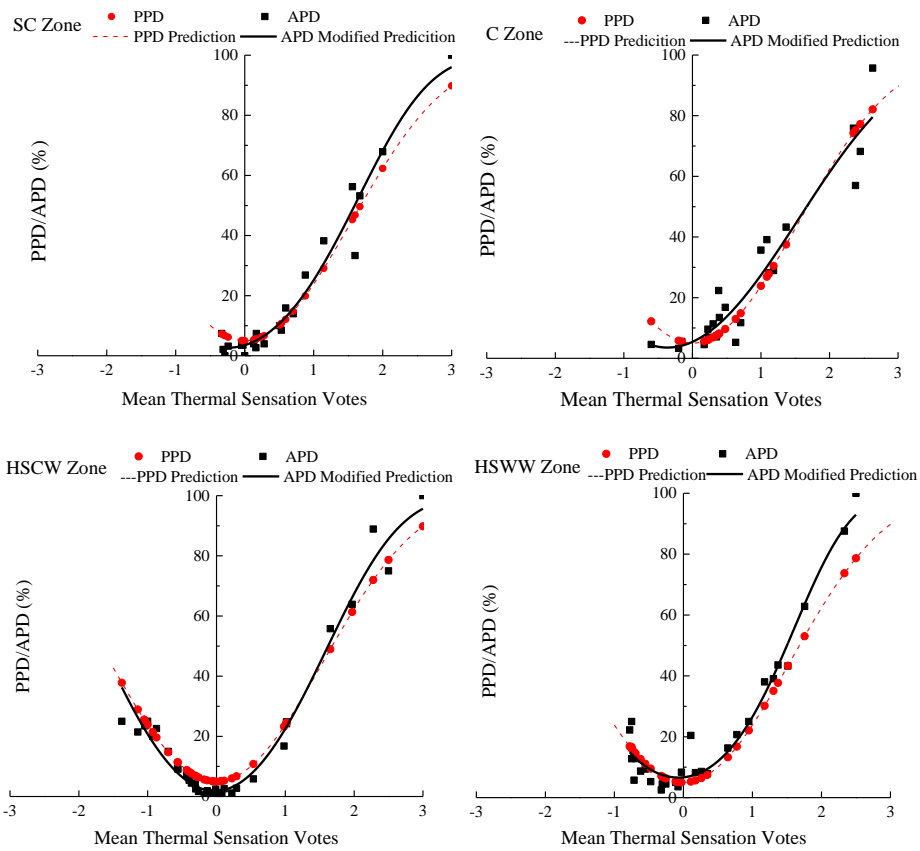 SC Zone
PPD APD
PPD Prediction APD Modified Prediction
100
80
60
40
20
0
PPD/APD (%)
-3 -2 -1 0 1 2 3
Mean Thermal Sensation Votes
C Zone
PPD APD
---PPD Predicition APD Modified Prediction
100
80
60
40
20
0
PPD/APD (%)
-3 -2 -1 0 1 2 3
Mean Thermal Sensation Votes
HSCW Zone
PPD APD
---PPD Prediction APD Modified Prediction
100
80
60
40
20
0
PPD/APD (%)
-3 -2 -1 0 1 2 3
Mean Thermal Sensation Votes
HSWW Zone
PPD APD
---PPD Prediction APD Modified Prediction
100
80
60
40
20
0
PPD/APD (%)
-3 -2 -1 0 1 2 3
Mean Thermal Sensation Votes